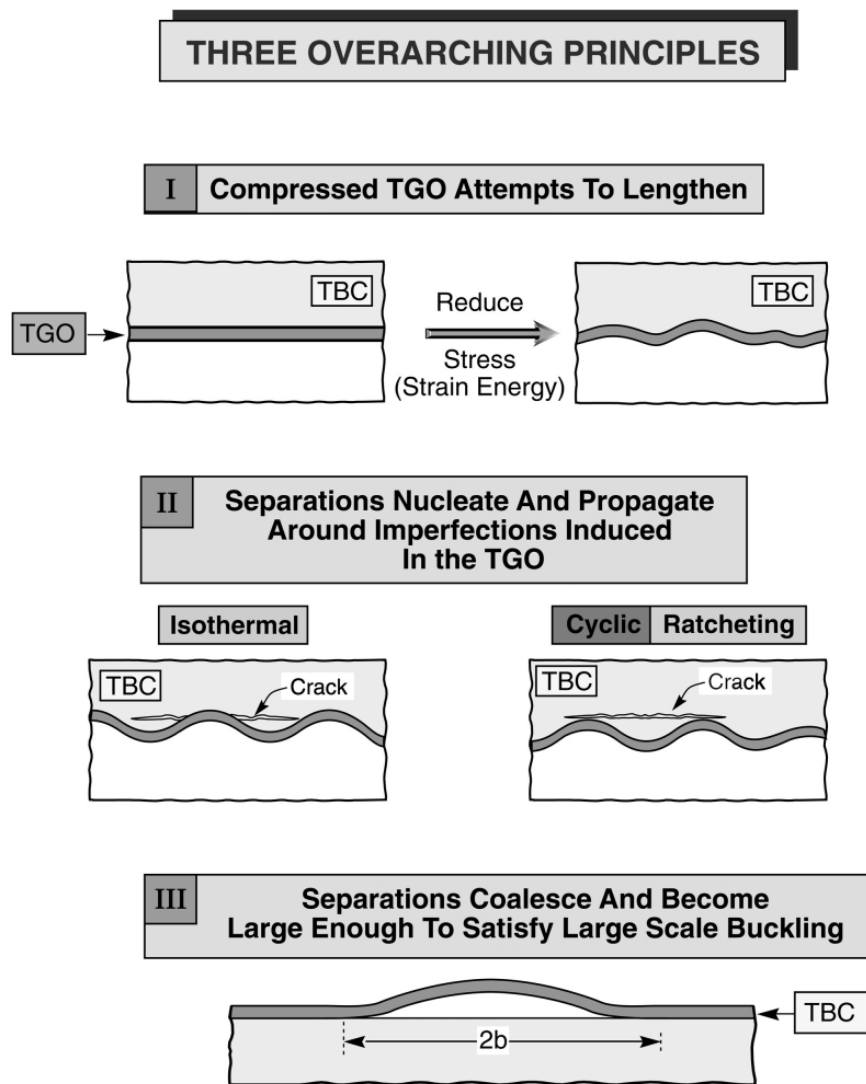 THREE OVERARCHING PRINCIPLES
I Compressed TGO Attempts To Lengthen
TBC
TGO
Reduce
Stress
(Strain Energy)
TBC
II Separations Nucleate And Propagate
Around Imperfections Induced
In the TGO
Isothermal
TBC
Crack
Cyclic Ratcheting
TBC
Crack
III Separations Coalesce And Become
Large Enough To Satisfy Large Scale Buckling
TBC
2b